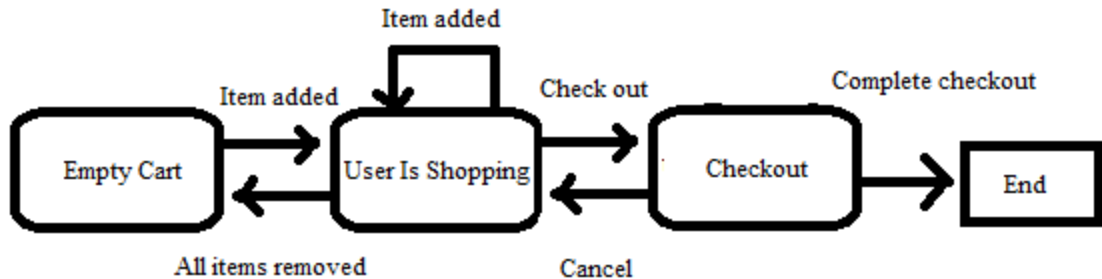 Item added
Item added
Check out
Complete checkout
Empty Cart
User Is Shopping
Checkout
End
All items removed
Cancel